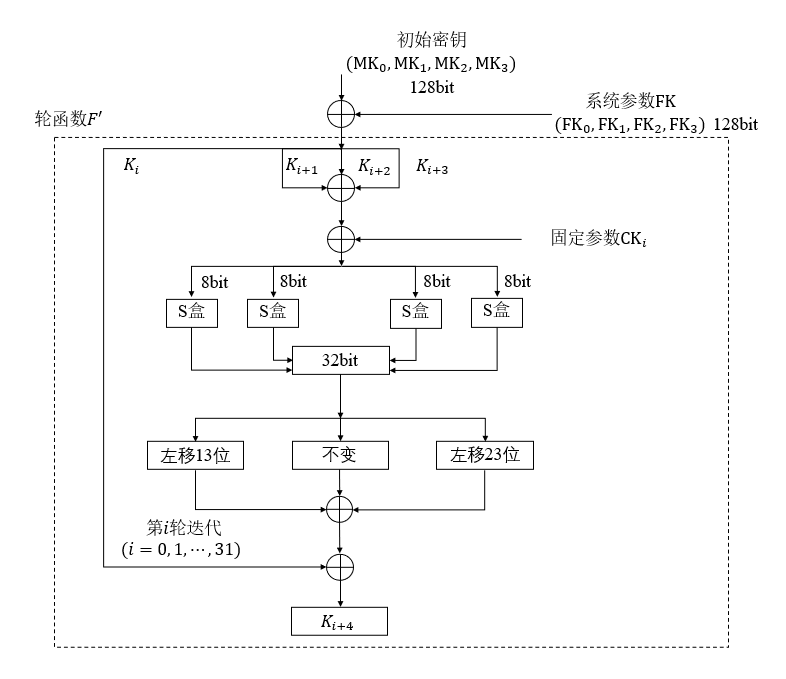 初始密钥
(MK₀, MK₁, MK₂, MK₃)
128bit
系统参数FK
(FK₀, FK₁, FK₂, FK₃) 128bit
轮函数F′
Kᵢ
Kᵢ₊₁
Kᵢ₊₂
Kᵢ₊₃
固定参数CKᵢ
8bit
8bit
8bit
8bit
S盒
S盒
S盒
S盒
32bit
左移13位
不变
左移23位
第i轮迭代
(i = 0, 1, ⋯, 31)
Kᵢ₊₄